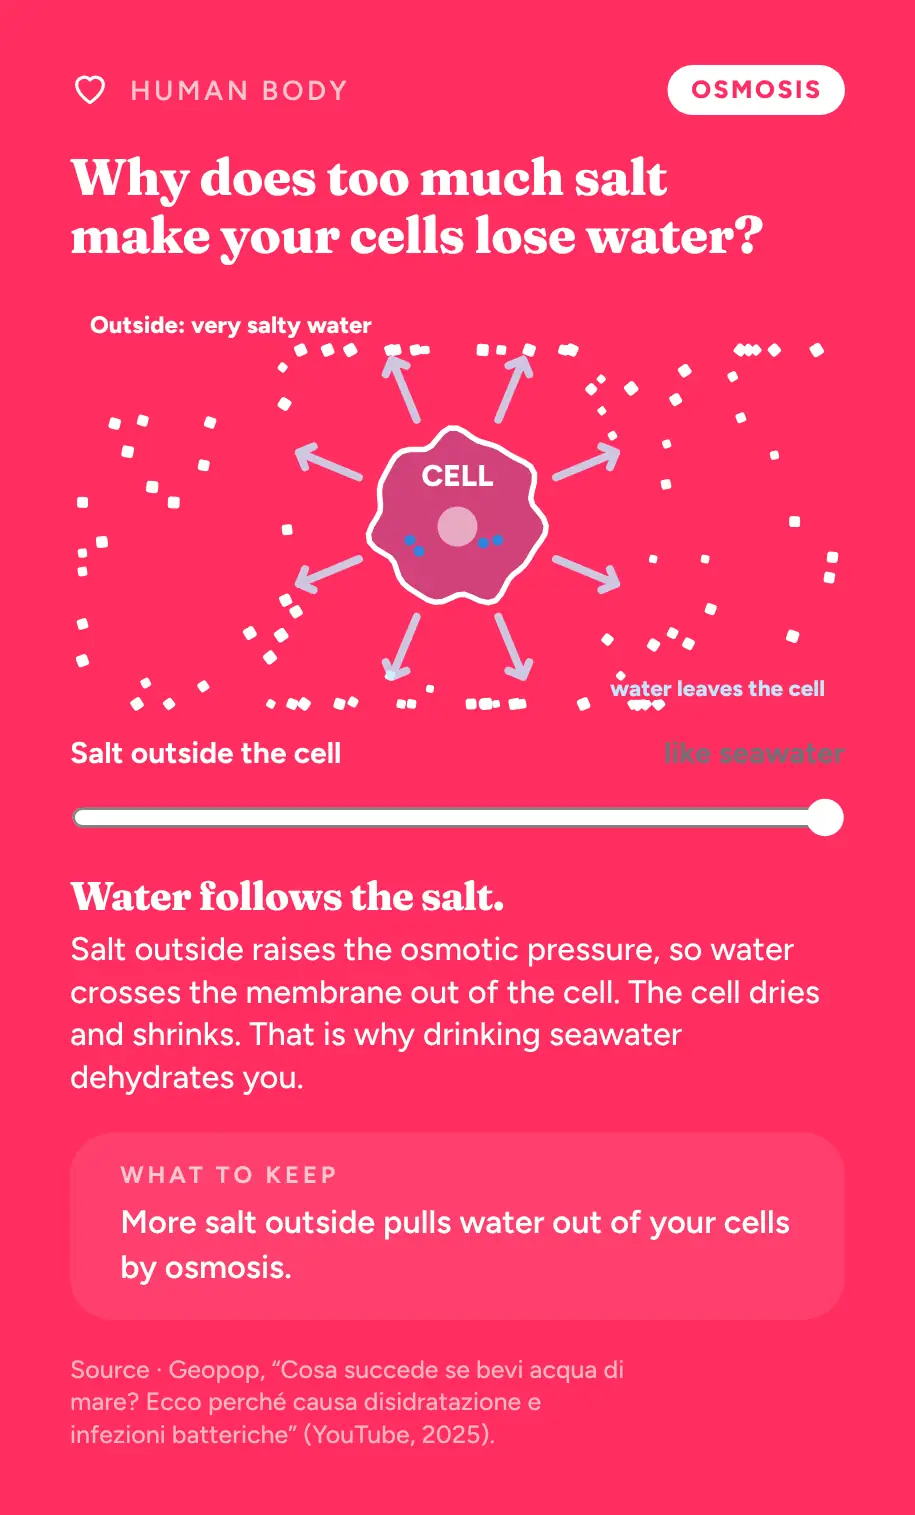 HUMAN BODY
OSMOSIS
Why does too much salt
make your cells lose water?
Outside: very salty water
CELL
water leaves the cell
Salt outside the cell
like seawater
Water follows the salt.
Salt outside raises the osmotic pressure, so water
crosses the membrane out of the cell. The cell dries
and shrinks. That is why drinking seawater
dehydrates you.
WHAT TO KEEP
More salt outside pulls water out of your cells
by osmosis.
Source · Geopop, “Cosa succede se bevi acqua di
mare? Ecco perché causa disidratazione e
infezioni batteriche” (YouTube, 2025).